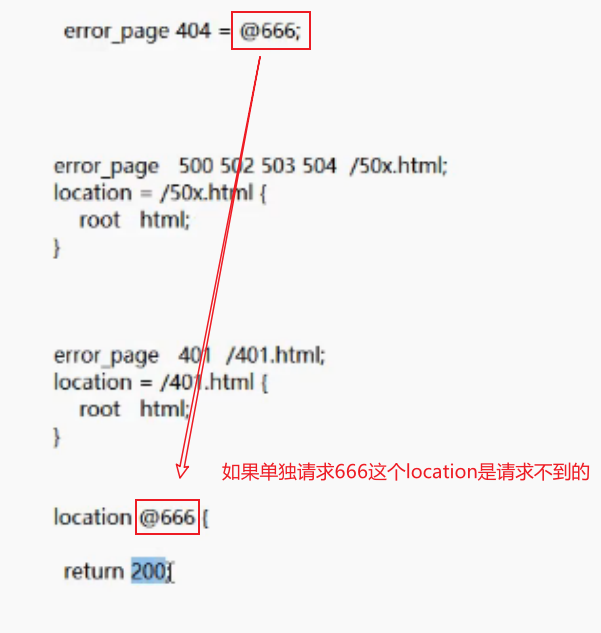 error_page 404 = @666;
error_page 500 502 503 504 /50x.html;
location = /50x.html {
root html;
}
error_page 401 /401.html;
location = /401.html {
root html;
}
如果单独请求666这个location是请求不到的
location @666 {
return 200;